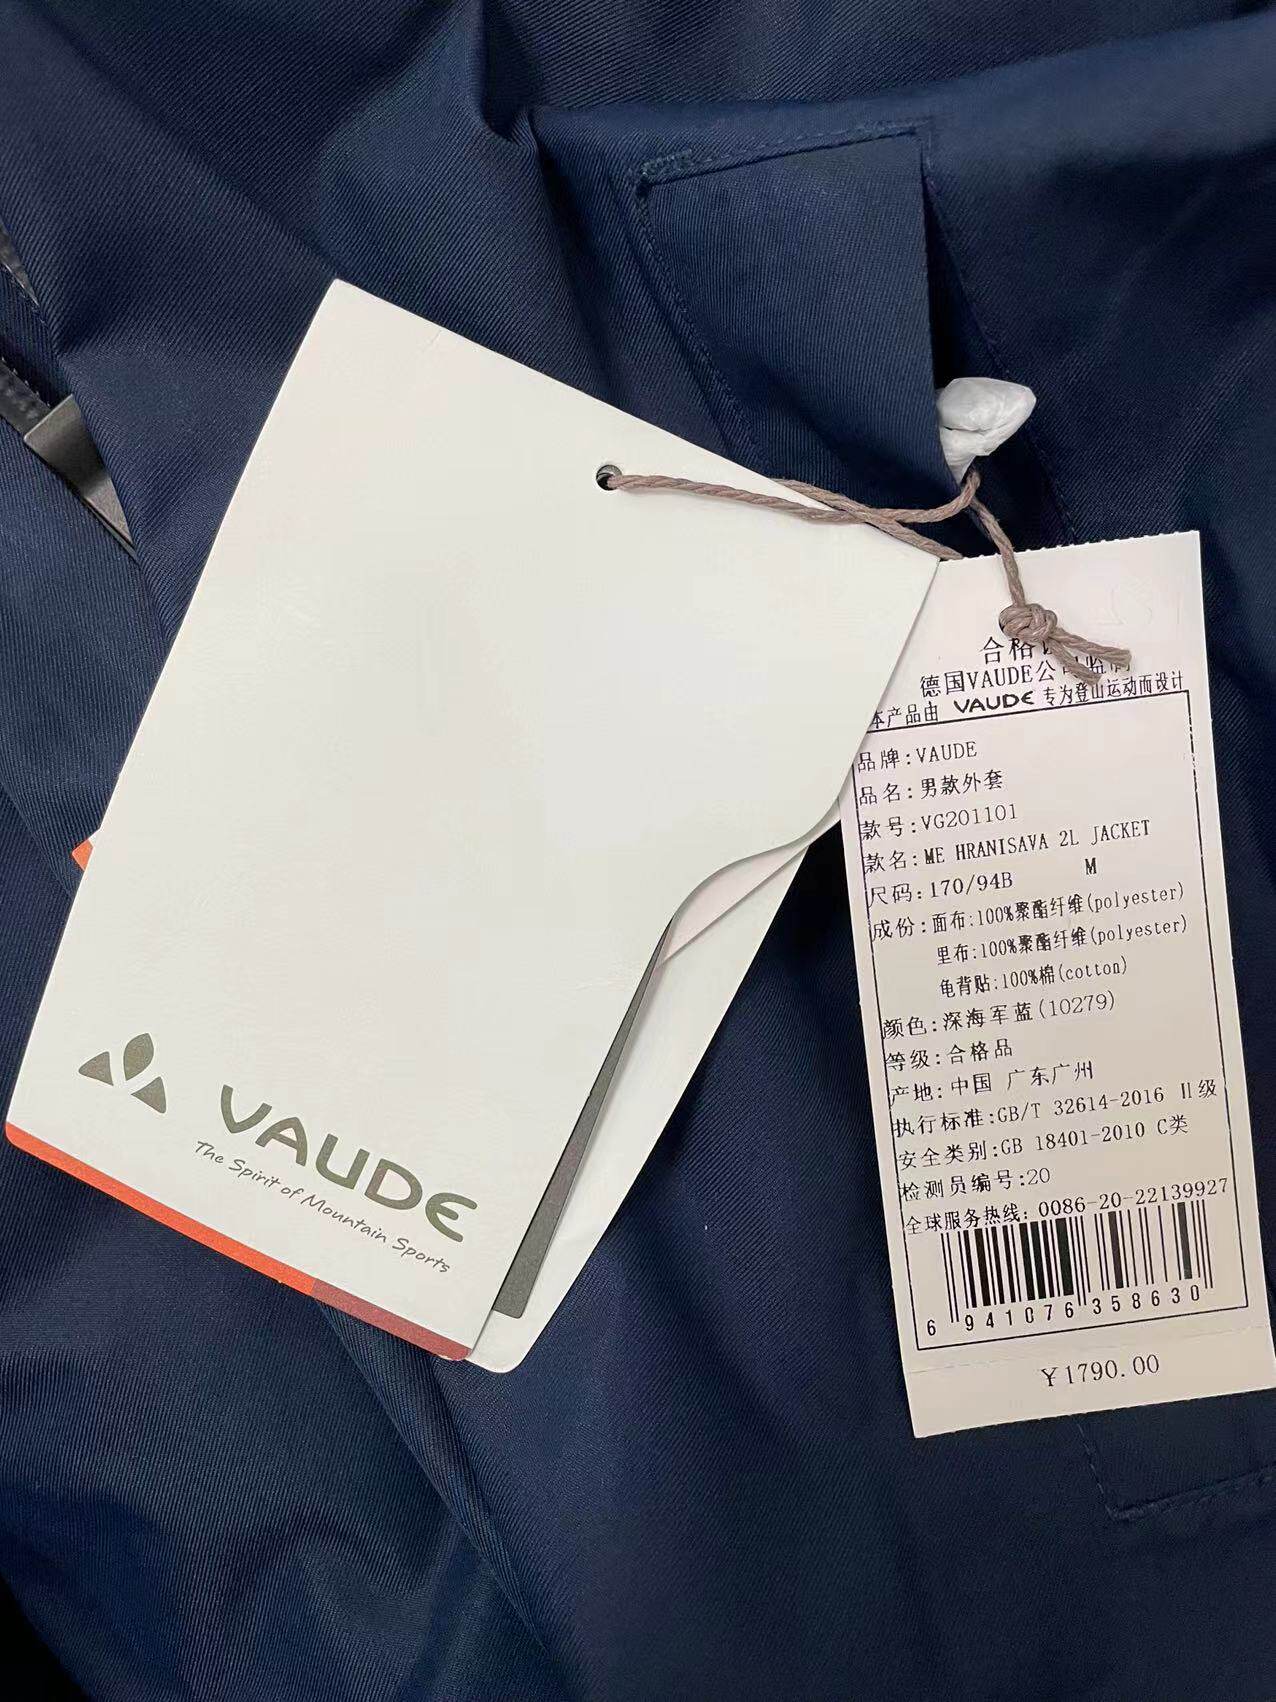 VAUDE
The Spirit of Mountain Sports
合格
德国VAUDE公司监制
本产品由 VAUDE 专为登山运动而设计
品牌:VAUDE
品名:男款外套
款号:VG201101
款名:ME HRANISAVA 2L JACKET
尺码:170/94B M
成份:面布:100%聚酯纤维(polyester)
里布:100%聚酯纤维(polyester)
龟背贴:100%棉(cotton)
颜色:深海军蓝(10279)
等级:合格品
产地:中国 广东广州
执行标准:GB/T 32614-2016 II级
安全类别:GB 18401-2010 C类
检测员编号:20
全球服务热线: 0086-20-22139927
6 941076 358630
￥1790.00